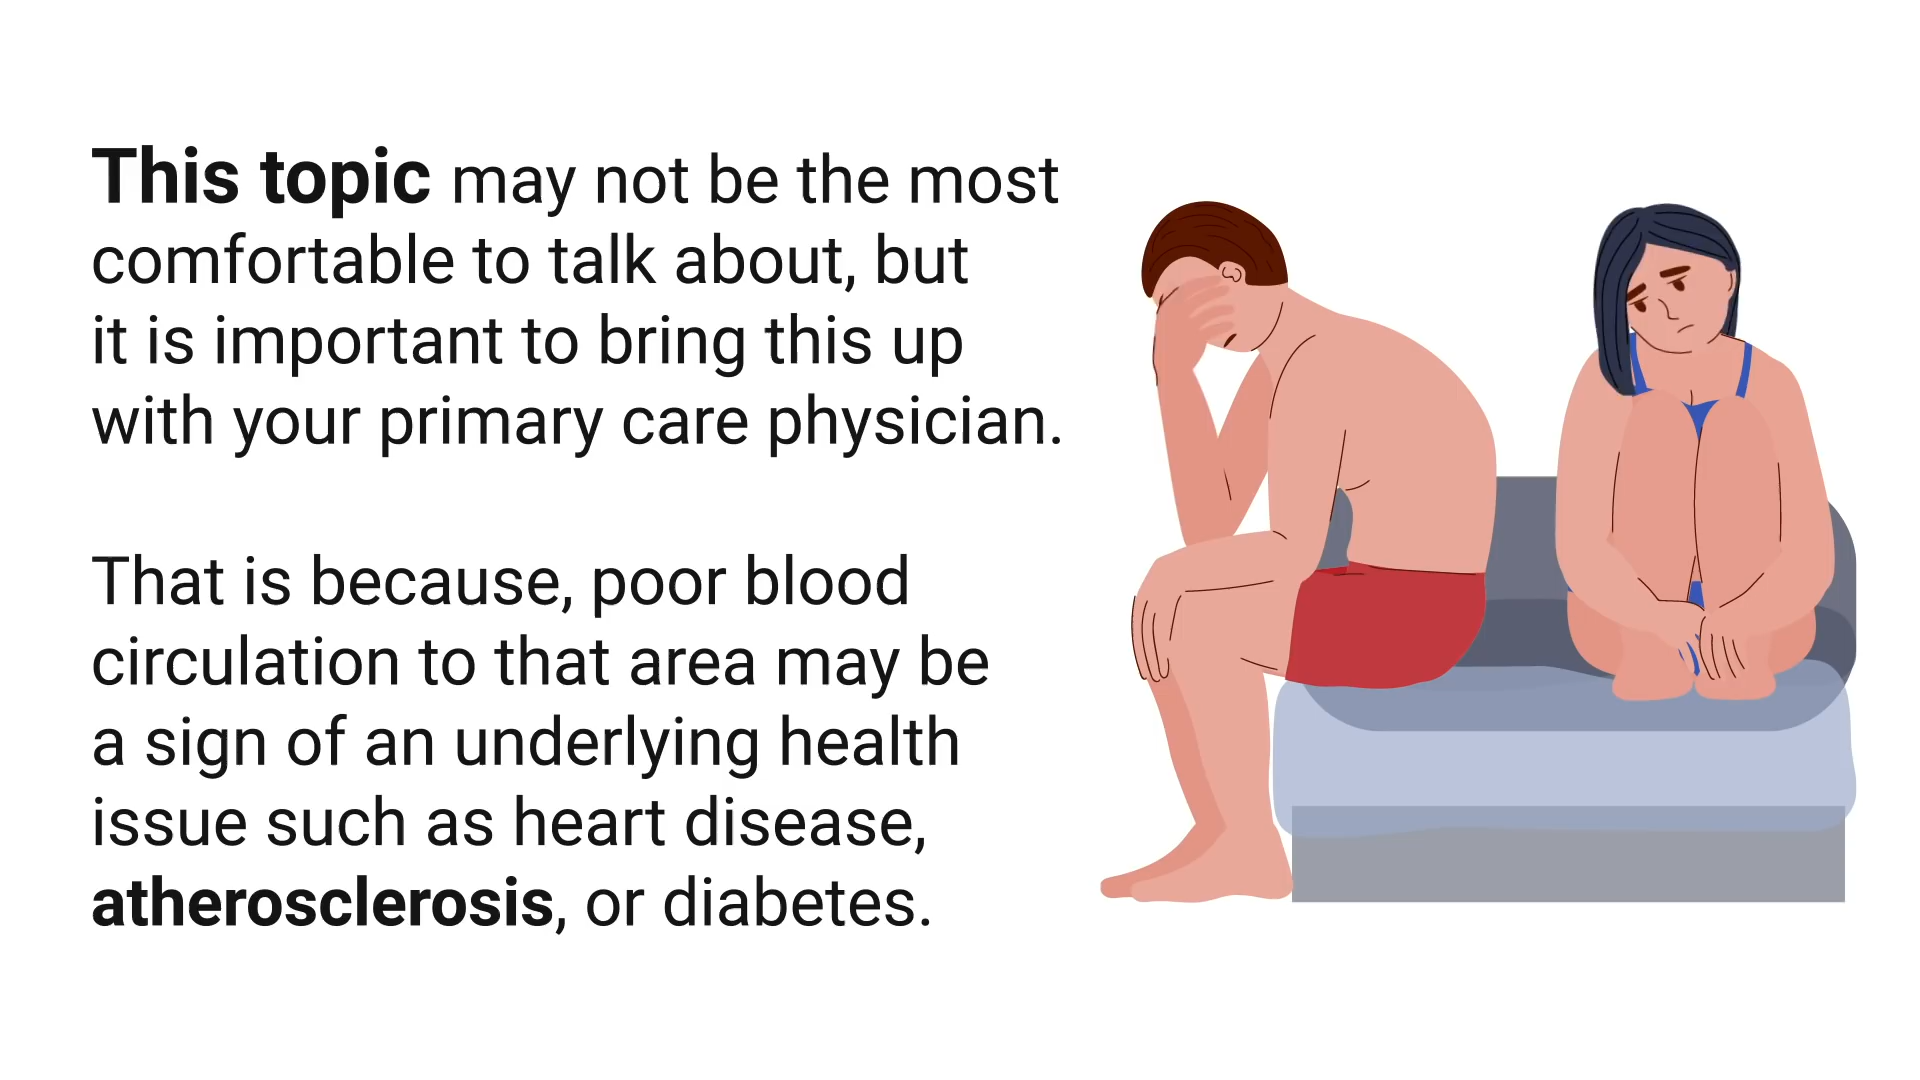 This topic may not be the most
comfortable to talk about, but
it is important to bring this up
with your primary care physician.
That is because, poor blood
circulation to that area may be
a sign of an underlying health
issue such as heart disease,
atherosclerosis, or diabetes.